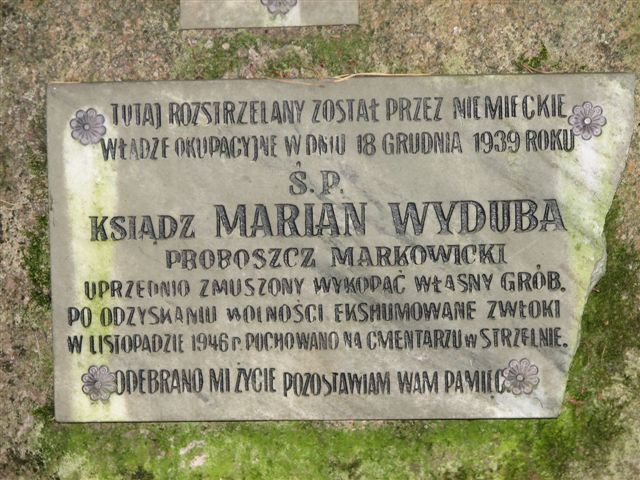 TUTAJ ROZSTRZELANY ZOSTAŁ PRZEZ NIEMIECKIE
WŁADZE OKUPACYJNE W DNIU 18 GRUDNIA 1939 ROKU
Ś.P.
KSIĄDZ MARIAN WYDUBA
PROBOSZCZ MARKOWICKI
UPRZEDNIO ZMUSZONY WYKOPAĆ WŁASNY GRÓB.
PO ODZYSKANIU WOLNOŚCI EKSHUMOWANE ZWŁOKI
W LISTOPADZIE 1946 r. POCHOWANO NA CMENTARZU W STRZELNIE.
ODEBRANO MI ŻYCIE POZOSTAWIAM WAM PAMIĘĆ